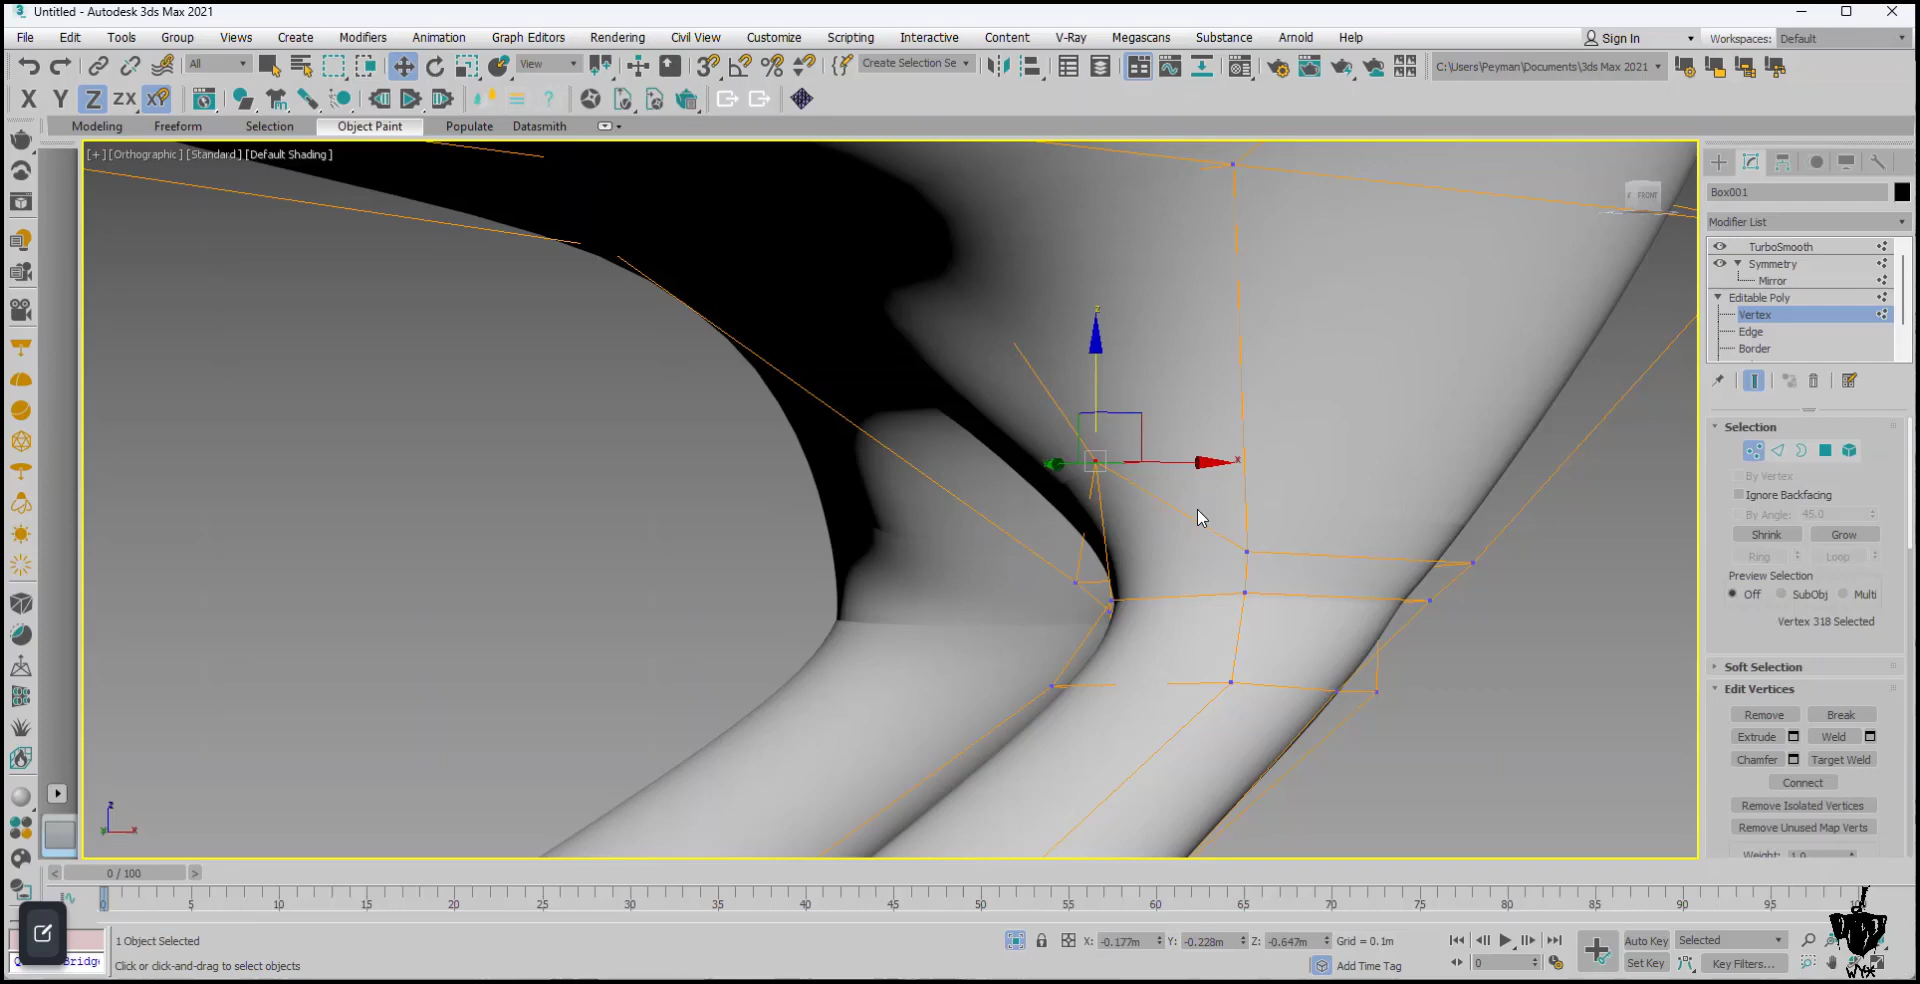 Untitled - Autodesk 3ds Max 2021
File Edit Tools Group Views Create Modifiers Animation Graph Editors Rendering Civil View Customize Scripting Interactive Content V-Ray Megascans Substance Arnold Help Sign In Workspaces: Default
All View Create Selection Se C:\Users\Peyman\Documents\3ds Max 2021
X Y Z ZX XY
Modeling Freeform Selection Object Paint Populate Datasmith
[+] [Orthographic] [Standard] [Default Shading]
FRONT
Box001
Modifier List
TurboSmooth
Symmetry
Mirror
Editable Poly
Vertex
Edge
Border
Selection
By Vertex
Ignore Backfacing
By Angle: 45.0
Shrink Grow
Ring Loop
Preview Selection
Off SubObj Multi
Vertex 318 Selected
Soft Selection
Edit Vertices
Remove Break
Extrude Weld
Chamfer Target Weld
Connect
Remove Isolated Vertices
Remove Unused Map Verts
Weight: 1.0
z
x
z
y x
< 0 / 100 >
0 5 10 15 20 25 30 35 40 45 50 55 60 65 70 75 80 85 90 95
1 Object Selected
X: -0.177m Y: -0.228m Z: -0.647m Grid = 0.1m
Auto Key Selected
Click or click-and-drag to select objects
Add Time Tag
0
Set Key Key Filters...